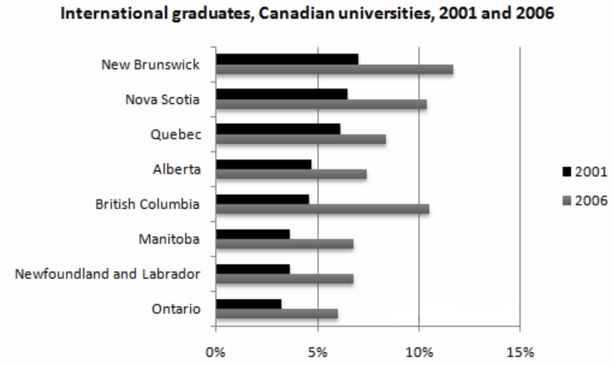 International graduates, Canadian universities, 2001 and 2006
New Brunswick
Nova Scotia
Quebec
Alberta
British Columbia
Manitoba
Newfoundland and Labrador
Ontario
2001
2006
0% 5% 10% 15%